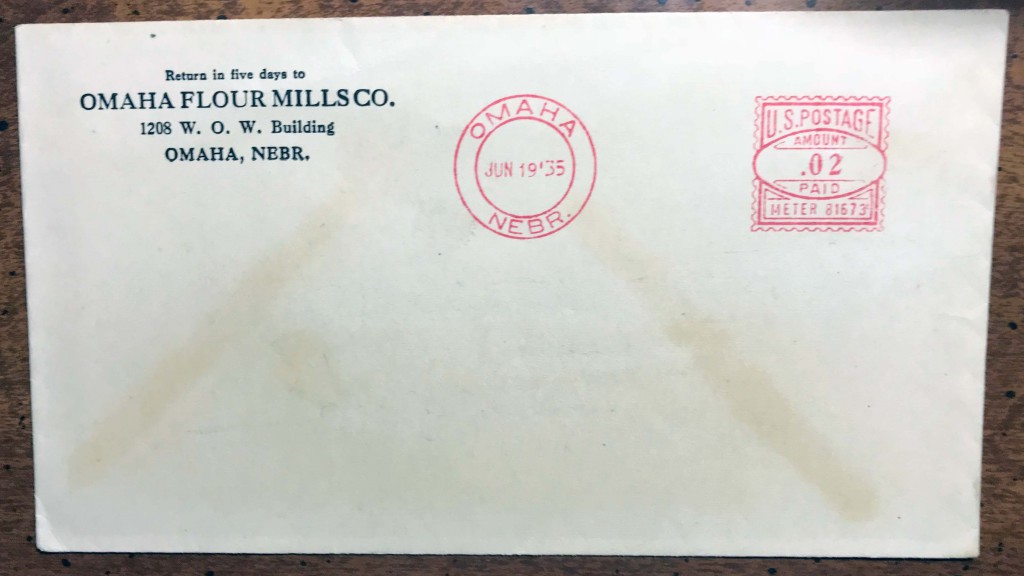 Return in five days to
OMAHA FLOUR MILLS CO.
1208 W. O. W. Building
OMAHA, NEBR.
OMAHA
JUN 19 '35
NEBR.
U.S. POSTAGE
AMOUNT
.02
PAID
METER 81673